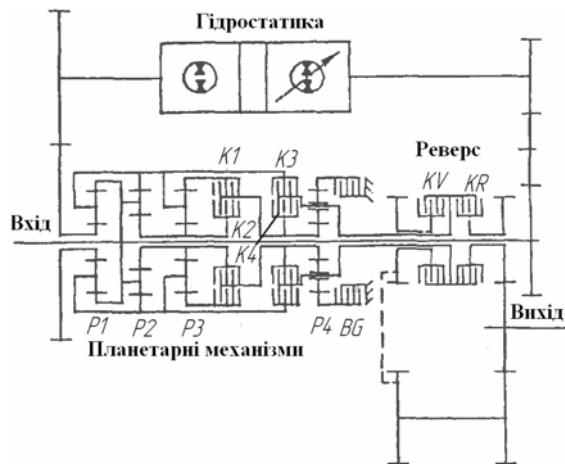 Гідростатика
K1 K3
Реверс
KV KR
Вхід
K2
K4
Вихід
P1 P2 P3 P4 BG
Планетарні механізми